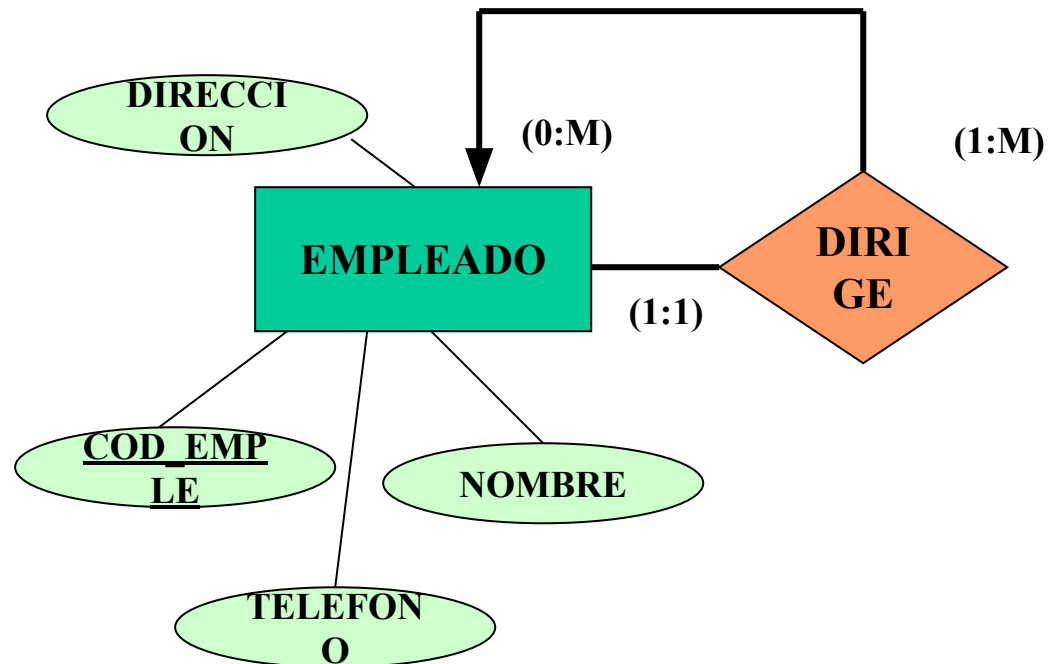 DIRECCI
ON
(0:M)
(1:M)
EMPLEADO
DIRI
GE
(1:1)
COD_EMP
LE
NOMBRE
TELEFON
O